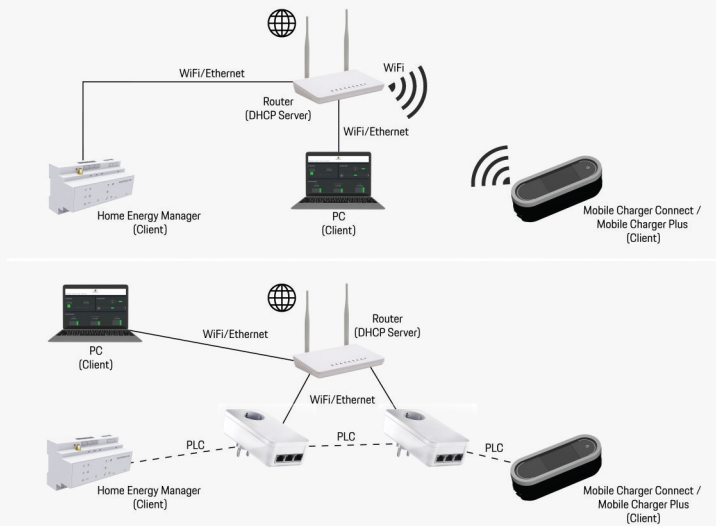 WiFi/Ethernet
WiFi
Router
(DHCP Server)
WiFi/Ethernet
Home Energy Manager
(Client)
PC
(Client)
Mobile Charger Connect /
Mobile Charger Plus
(Client)
Router
(DHCP Server)
WiFi/Ethernet
PC
(Client)
WiFi/Ethernet
PLC
PLC
PLC
Home Energy Manager
(Client)
Mobile Charger Connect /
Mobile Charger Plus
(Client)